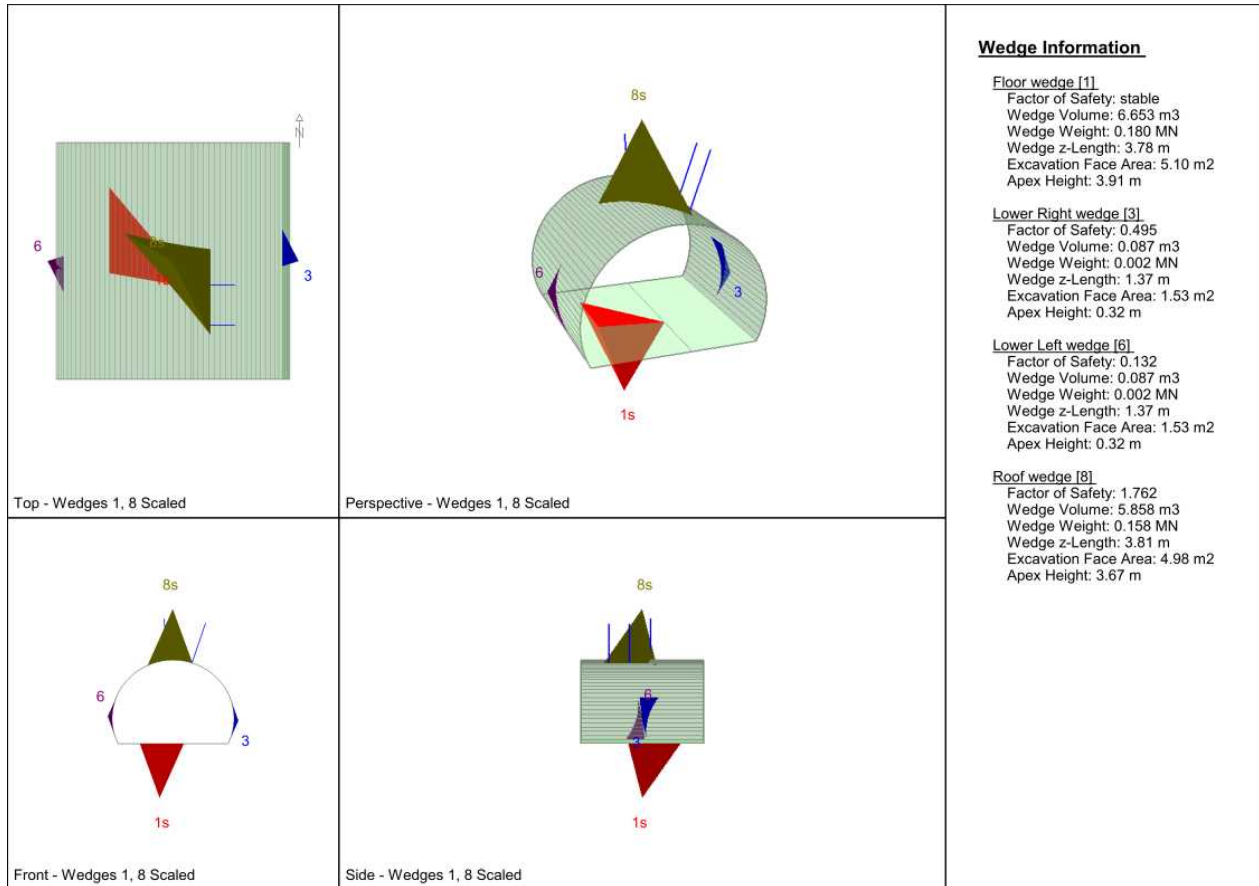 N
8s
1s
6
3
Top - Wedges 1, 8 Scaled
8s
6
3
1s
Perspective - Wedges 1, 8 Scaled
8s
6
3
1s
Front - Wedges 1, 8 Scaled
8s
6
3
1s
Side - Wedges 1, 8 Scaled
Wedge Information
Floor wedge [1]
Factor of Safety: stable
Wedge Volume: 6.653 m3
Wedge Weight: 0.180 MN
Wedge z-Length: 3.78 m
Excavation Face Area: 5.10 m2
Apex Height: 3.91 m
Lower Right wedge [3]
Factor of Safety: 0.495
Wedge Volume: 0.087 m3
Wedge Weight: 0.002 MN
Wedge z-Length: 1.37 m
Excavation Face Area: 1.53 m2
Apex Height: 0.32 m
Lower Left wedge [6]
Factor of Safety: 0.132
Wedge Volume: 0.087 m3
Wedge Weight: 0.002 MN
Wedge z-Length: 1.37 m
Excavation Face Area: 1.53 m2
Apex Height: 0.32 m
Roof wedge [8]
Factor of Safety: 1.762
Wedge Volume: 5.858 m3
Wedge Weight: 0.158 MN
Wedge z-Length: 3.81 m
Excavation Face Area: 4.98 m2
Apex Height: 3.67 m